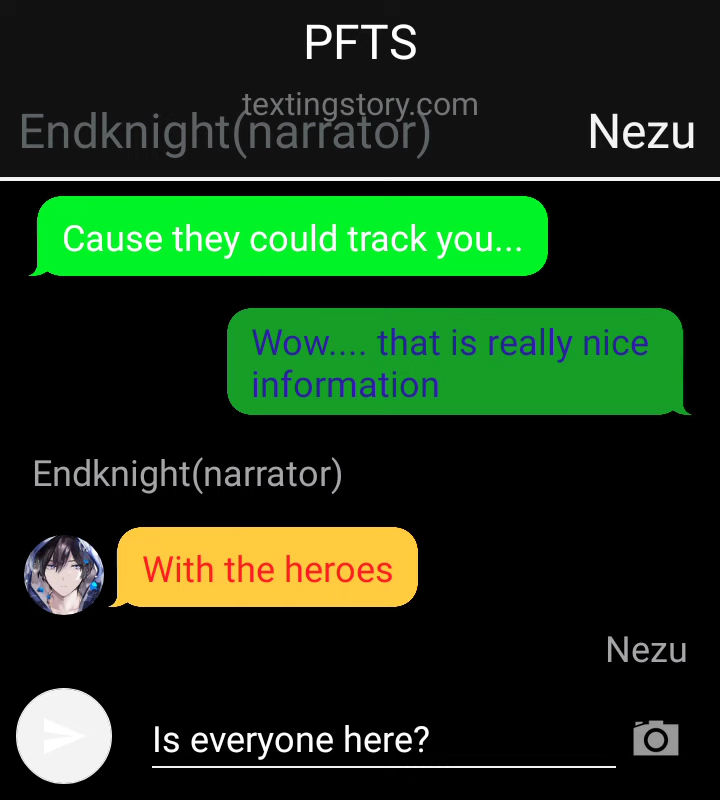 PFTS
textingstory.com
Endknight(narrator)
Nezu
Cause they could track you...
Wow.... that is really nice
information
Endknight(narrator)
With the heroes
Nezu
Is everyone here?